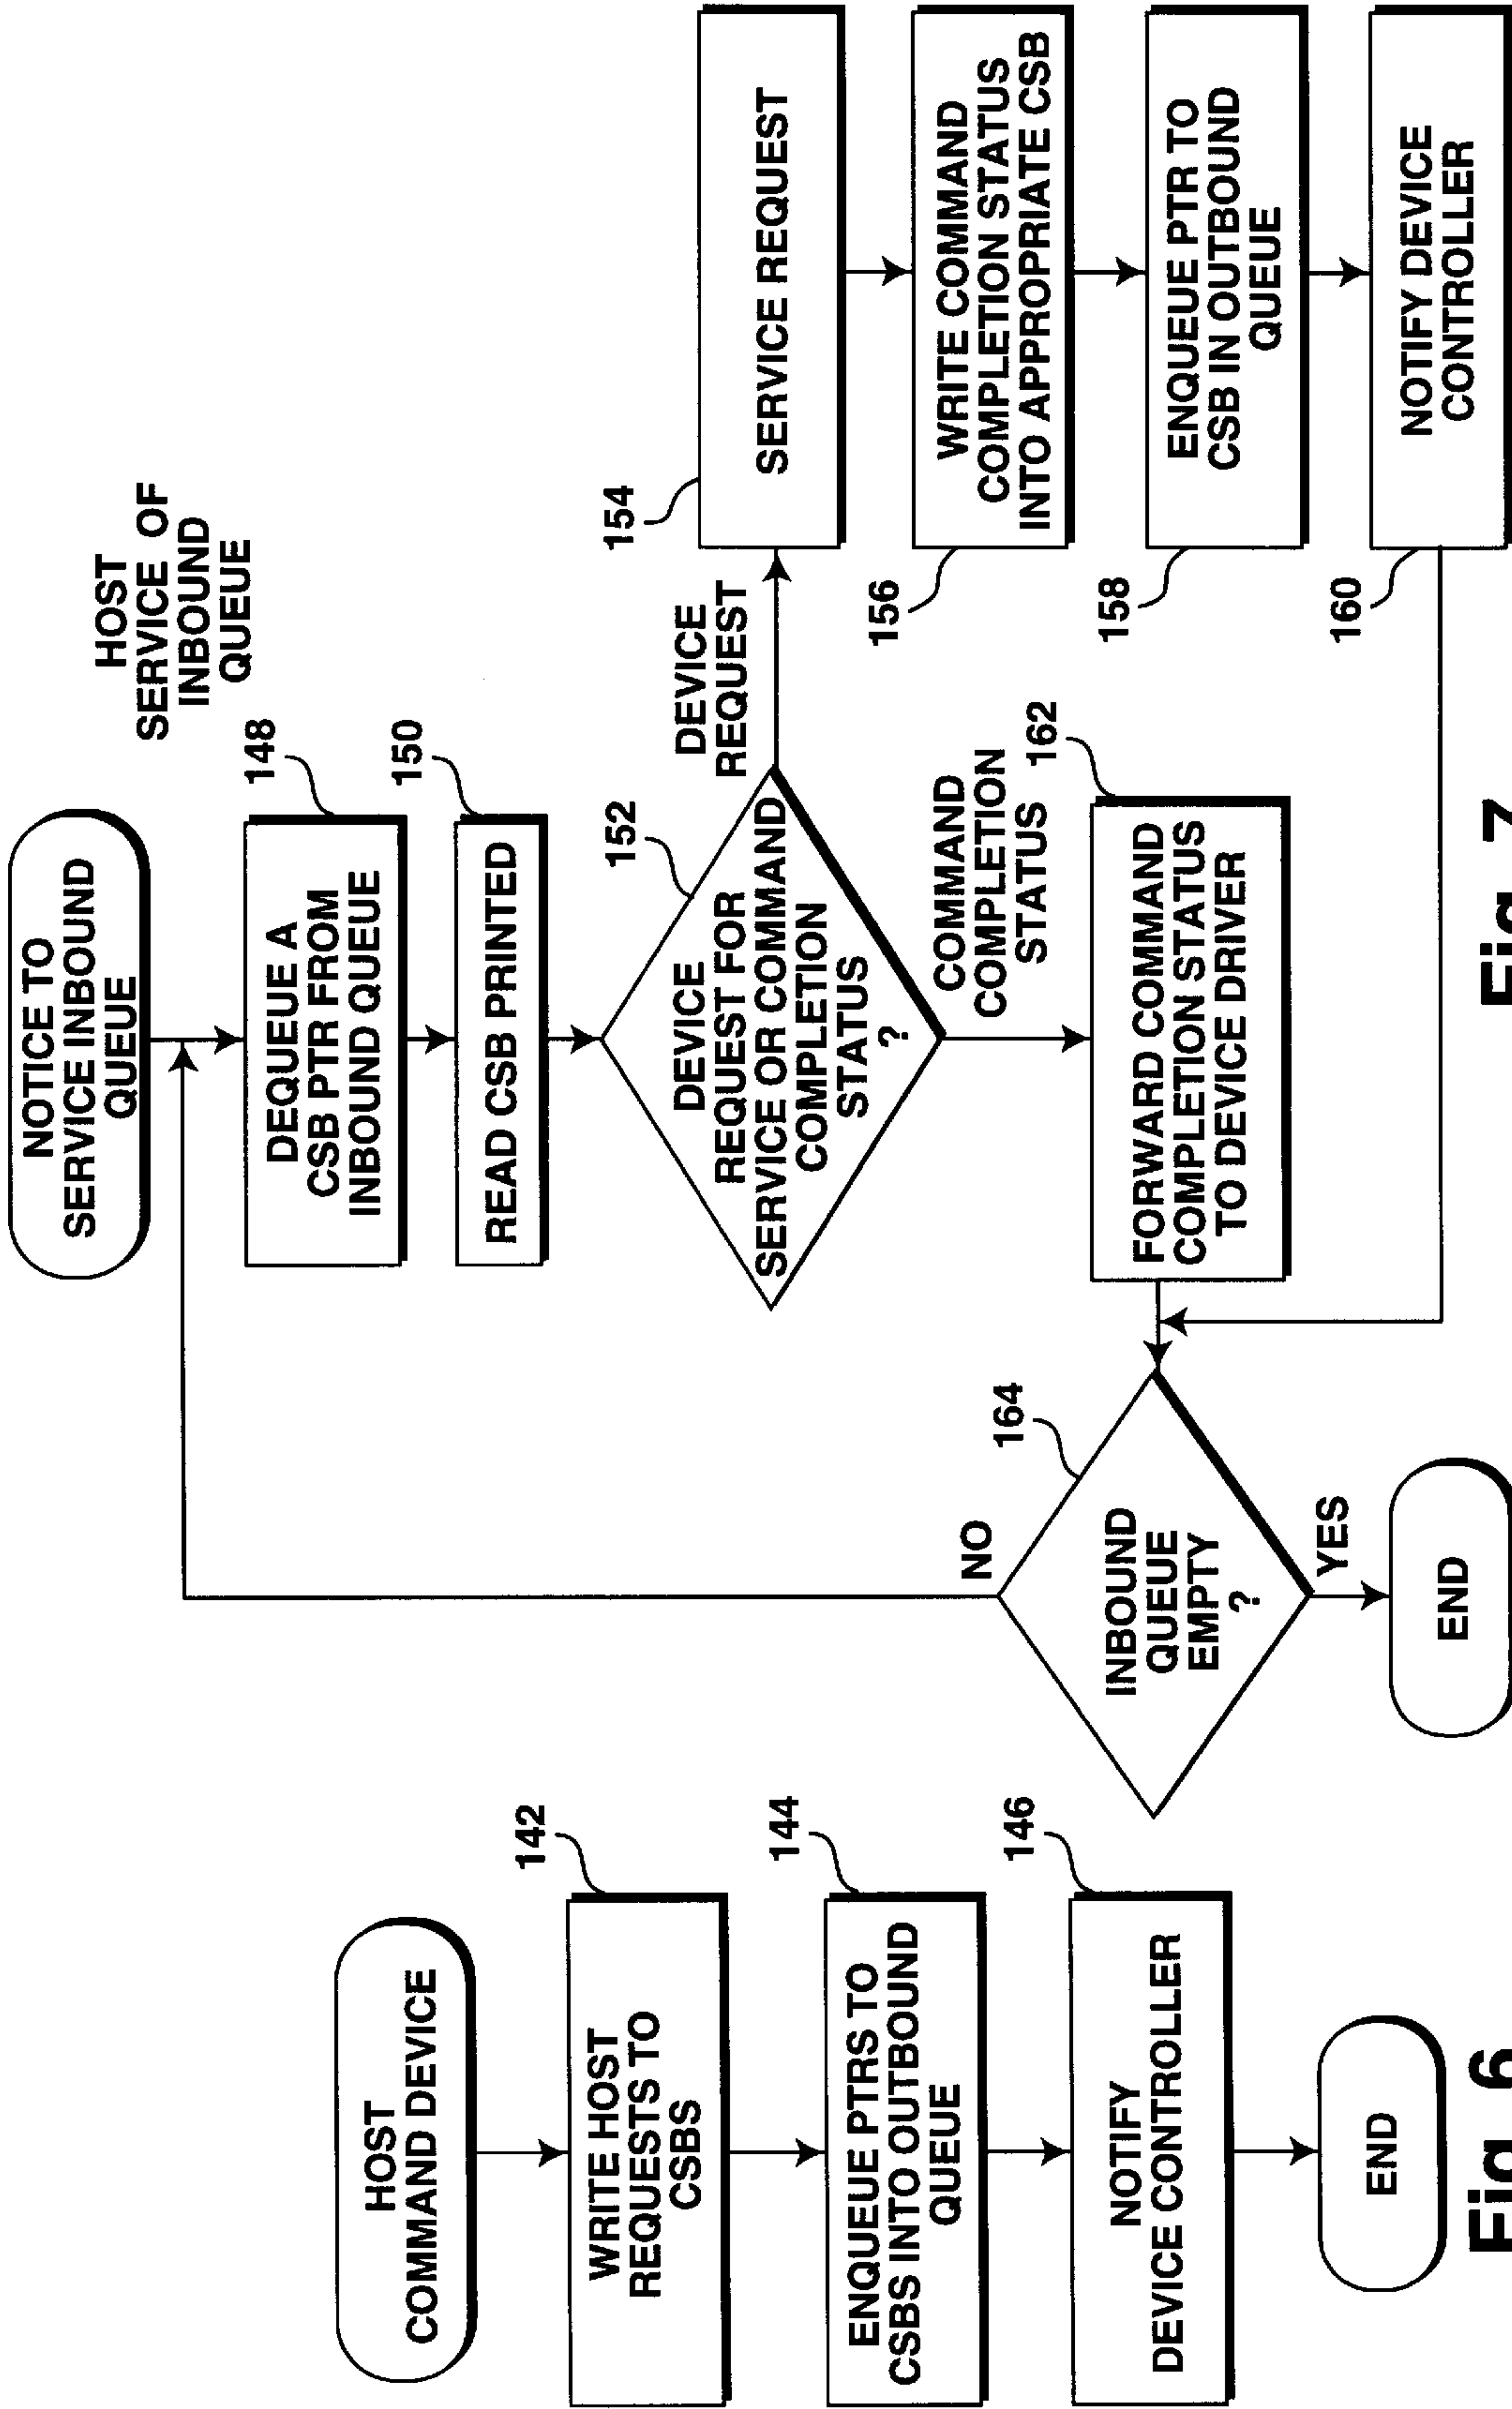 HOST
COMMAND DEVICE
142
WRITE HOST
REQUESTS TO
CSBS
144
ENQUEUE PTRS TO
CSBS INTO OUTBOUND
QUEUE
146
NOTIFY
DEVICE CONTROLLER
END
Fig. 6
HOST
SERVICE OF
INBOUND
QUEUE
NOTICE TO
SERVICE INBOUND
QUEUE
148
DEQUEUE A
CSB PTR FROM
INBOUND QUEUE
150
READ CSB PRINTED
152
DEVICE
REQUEST FOR
SERVICE OR COMMAND
COMPLETION
STATUS
?
DEVICE
REQUEST
154
SERVICE REQUEST
156
WRITE COMMAND
COMPLETION STATUS
INTO APPROPRIATE CSB
158
ENQUEUE PTR TO
CSB IN OUTBOUND
QUEUE
160
NOTIFY DEVICE
CONTROLLER
COMMAND
COMPLETION
STATUS
162
FORWARD COMMAND
COMPLETION STATUS
TO DEVICE DRIVER
164
INBOUND
QUEUE
EMPTY
?
NO
YES
END
Fig. 7